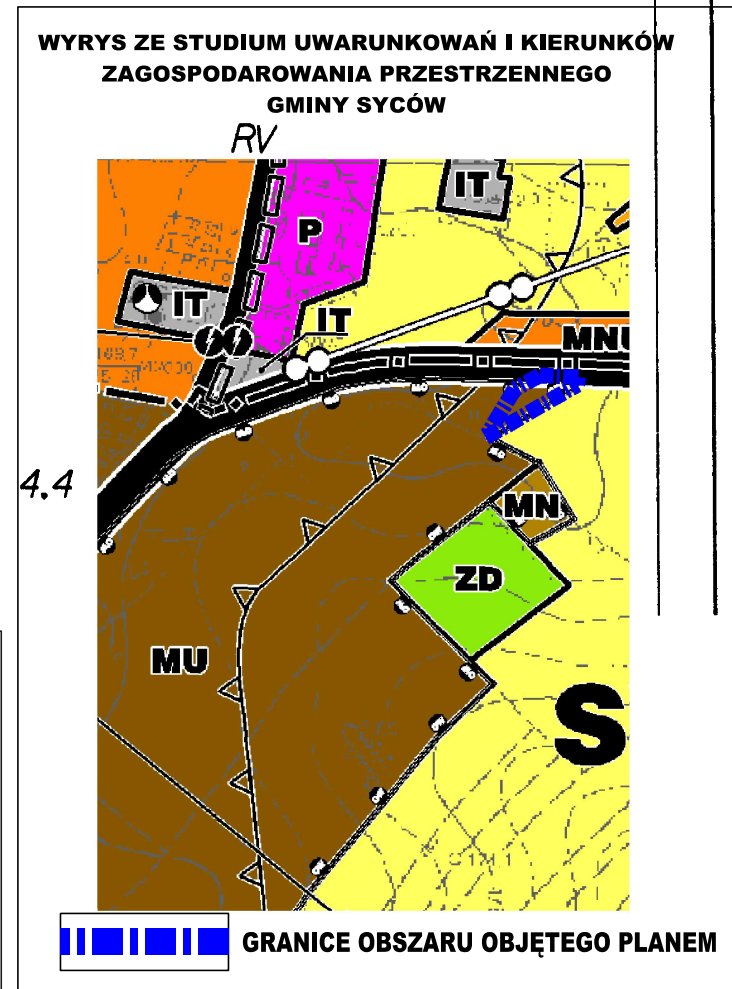 WYRYS ZE STUDIUM UWARUNKOWAŃ I KIERUNKÓW
ZAGOSPODAROWANIA PRZESTRZENNEGO
GMINY SYCÓW
RV
IT
P
IT
IT
MNU
4.4
MN
ZD
MU
S
GRANICE OBSZARU OBJĘTEGO PLANEM